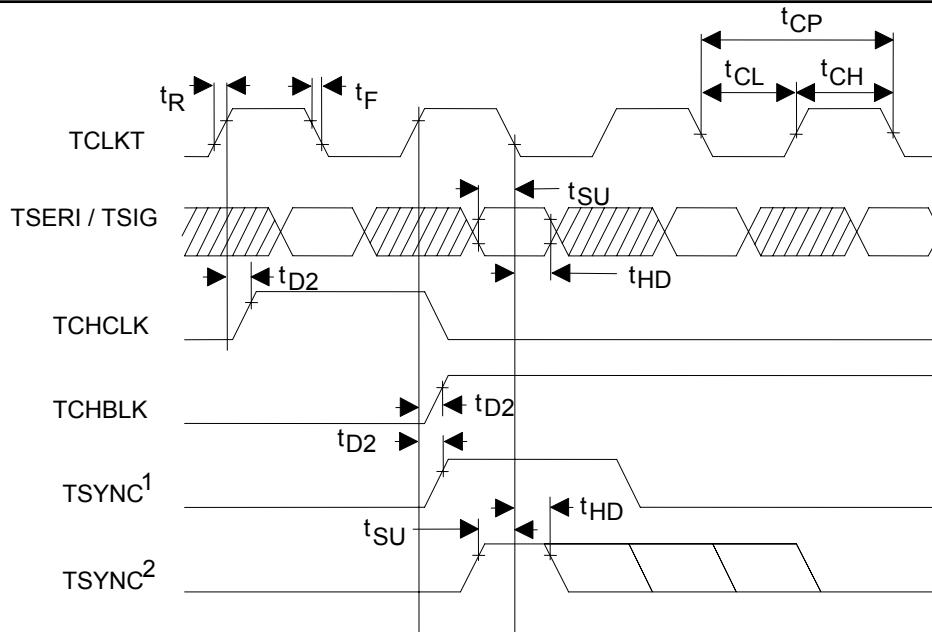 tCP
tCL tCH
tR tF
TCLKT
tSU
TSERI / TSIG
tD2 tHD
TCHCLK
TCHBLK tD2
tD2
TSYNC1
tSU tHD
TSYNC2